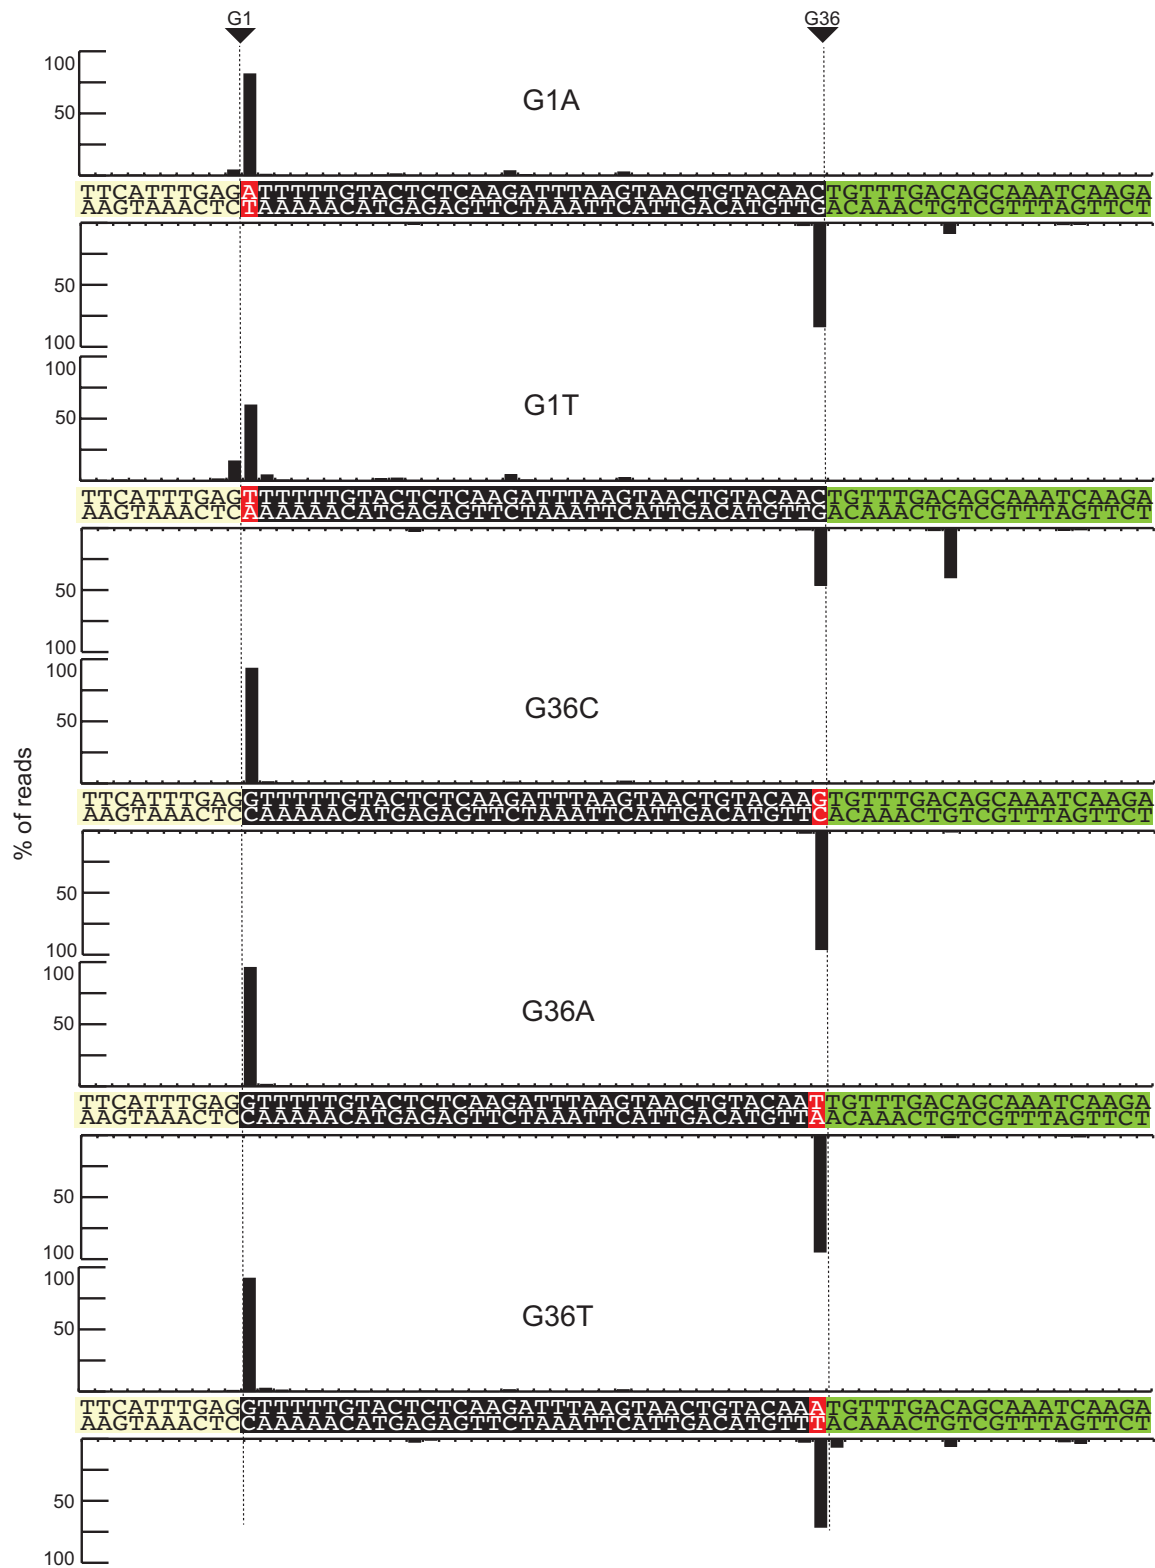 G1 G36
100
50
G1A
TTCATTTGAGATTTTTGTACTCTCAAGATTTAAGTAACTGTACAACTGTTTGACAGCAAATCAAGA
AAGTAAACTCTAAAAACATGAGAGTTCTAAATTCATTGACATGTTGACAAACTGTCGTTTAGTTCT
50
100
100
50
G1T
TTCATTTGAGTTTTTTGTACTCTCAAGATTTAAGTAACTGTACAACTGTTTGACAGCAAATCAAGA
AAGTAAACTCAAAAAACATGAGAGTTCTAAATTCATTGACATGTTGACAAACTGTCGTTTAGTTCT
50
100
100
50
G36C
% of reads
TTCATTTGAGGTTTTTGTACTCTCAAGATTTAAGTAACTGTACAAGTGTTTGACAGCAAATCAAGA
AAGTAAACTCCAAAAACATGAGAGTTCTAAATTCATTGACATGTTCACAAACTGTCGTTTAGTTCT
50
100
100
50
G36A
TTCATTTGAGGTTTTTGTACTCTCAAGATTTAAGTAACTGTACAATTGTTTGACAGCAAATCAAGA
AAGTAAACTCCAAAAACATGAGAGTTCTAAATTCATTGACATGTTAACAAACTGTCGTTTAGTTCT
50
100
100
50
G36T
TTCATTTGAGGTTTTTGTACTCTCAAGATTTAAGTAACTGTACAAATGTTTGACAGCAAATCAAGA
AAGTAAACTCCAAAAACATGAGAGTTCTAAATTCATTGACATGTTTACAAACTGTCGTTTAGTTCT
50
100